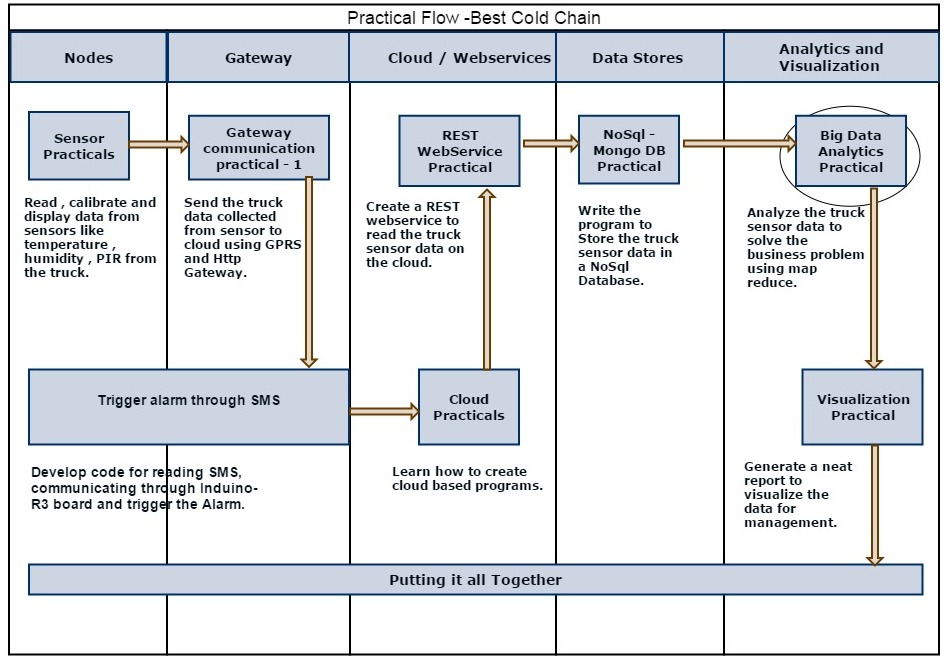 Practical Flow -Best Cold Chain
Nodes
Gateway
Cloud / Webservices
Data Stores
Analytics and
Visualization
Sensor
Practicals
Gateway
communication
practical - 1
REST
WebService
Practical
NoSql -
Mongo DB
Practical
Big Data
Analytics
Practical
Read , calibrate and
display data from
sensors like
temperature ,
humidity , PIR from
the truck.
Send the truck
data collected
from sensor to
cloud using GPRS
and Http
Gateway.
Create a REST
webservice to
read the truck
sensor data on
the cloud.
Write the
program to
Store the truck
sensor data in
a NoSql
Database.
Analyze the truck
sensor data to
solve the
business problem
using map
reduce.
Trigger alarm through SMS
Cloud
Practicals
Visualization
Practical
Develop code for reading SMS,
communicating through Induino-
R3 board and trigger the Alarm.
Learn how to create
cloud based programs.
Generate a neat
report to
visualize the
data for
management.
Putting it all Together